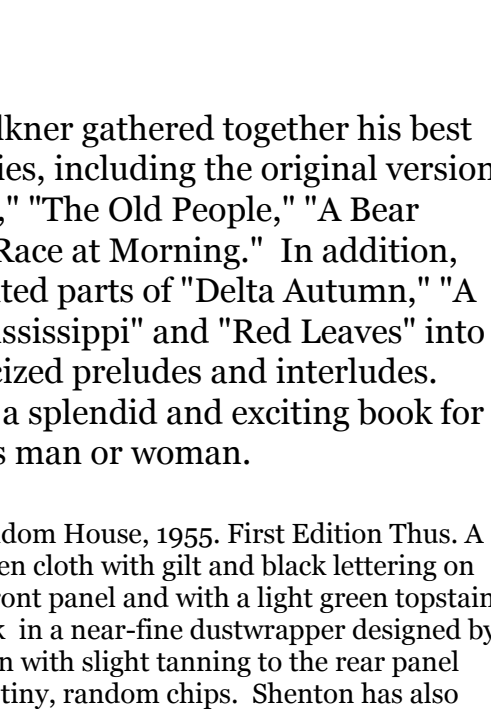 lkner gathered together his best
ies, including the original version
," "The Old People," "A Bear
Race at Morning." In addition,
ted parts of "Delta Autumn," "A
ssissippi" and "Red Leaves" into
cized preludes and interludes.
a splendid and exciting book for
s man or woman.
dom House, 1955. First Edition Thus. A
en cloth with gilt and black lettering on
ront panel and with a light green topstain
k in a near-fine dustwrapper designed by
n with slight tanning to the rear panel
tiny, random chips. Shenton has also